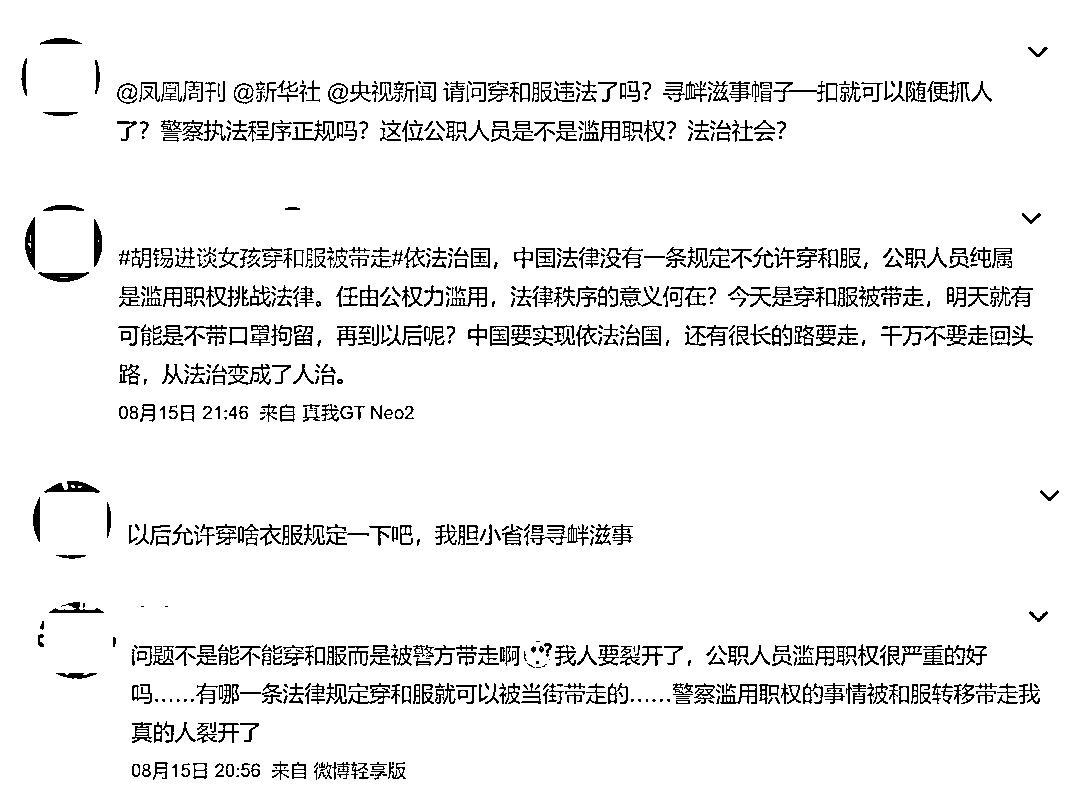 @凤凰周刊 @新华社 @央视新闻 请问穿和服违法了吗？寻衅滋事帽子一扣就可以随便抓人
了？警察执法程序正规吗？这位公职人员是不是滥用职权？法治社会？
#胡锡进谈女孩穿和服被带走#依法治国，中国法律没有一条规定不允许穿和服，公职人员纯属
是滥用职权挑战法律。任由公权力滥用，法律秩序的意义何在？今天是穿和服被带走，明天就有
可能是不带口罩拘留，再到以后呢？中国要实现依法治国，还有很长的路要走，千万不要走回头
路，从法治变成了人治。
08月15日 21:46 来自 真我GT Neo2
以后允许穿啥衣服规定一下吧，我胆小省得寻衅滋事
问题不是能不能穿和服而是被警方带走啊我人要裂开了，公职人员滥用职权很严重的好
吗……有哪一条法律规定穿和服就可以被当街带走的……警察滥用职权的事情被和服转移带走我
真的人裂开了
08月15日 20:56 来自 微博轻享版